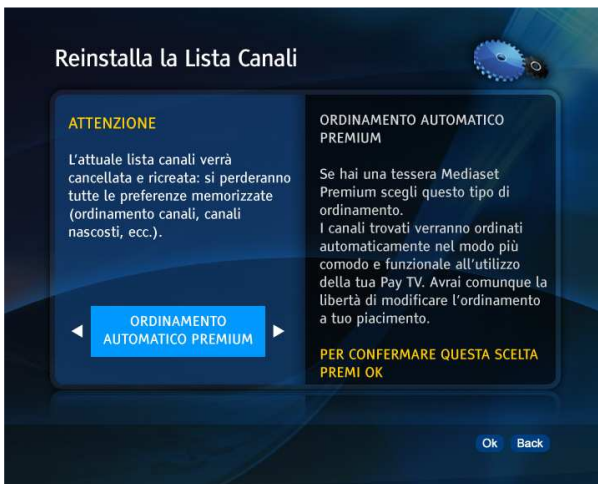 Reinstalla la Lista Canali
ATTENZIONE
L'attuale lista canali verrà
cancellata e ricreata: si perderanno
tutte le preferenze memorizzate
(ordinamento canali, canali
nascosti, ecc.).
ORDINAMENTO
AUTOMATICO PREMIUM
ORDINAMENTO AUTOMATICO
PREMIUM
Se hai una tessera Mediaset
Premium scegli questo tipo di
ordinamento.
I canali trovati verranno ordinati
automaticamente nel modo più
comodo e funzionale all'utilizzo
della tua Pay TV. Avrai comunque la
libertà di modificare l'ordinamento
a tuo piacimento.
PER CONFERMARE QUESTA SCELTA
PREMI OK
Ok Back